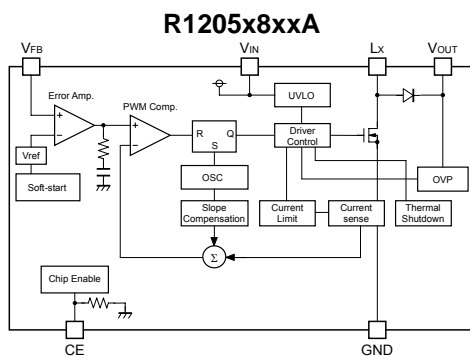 R1205x8xxA
VFB
VIN
LX
VOUT
Error Amp.
PWM Comp.
UVLO
+
−
+
−
R
Q
S
Driver
Control
Vref
Soft-start
OSC
OVP
Slope
Compensation
Current
Limit
Current
sense
Thermal
Shutdown
Σ
Chip Enable
CE
GND